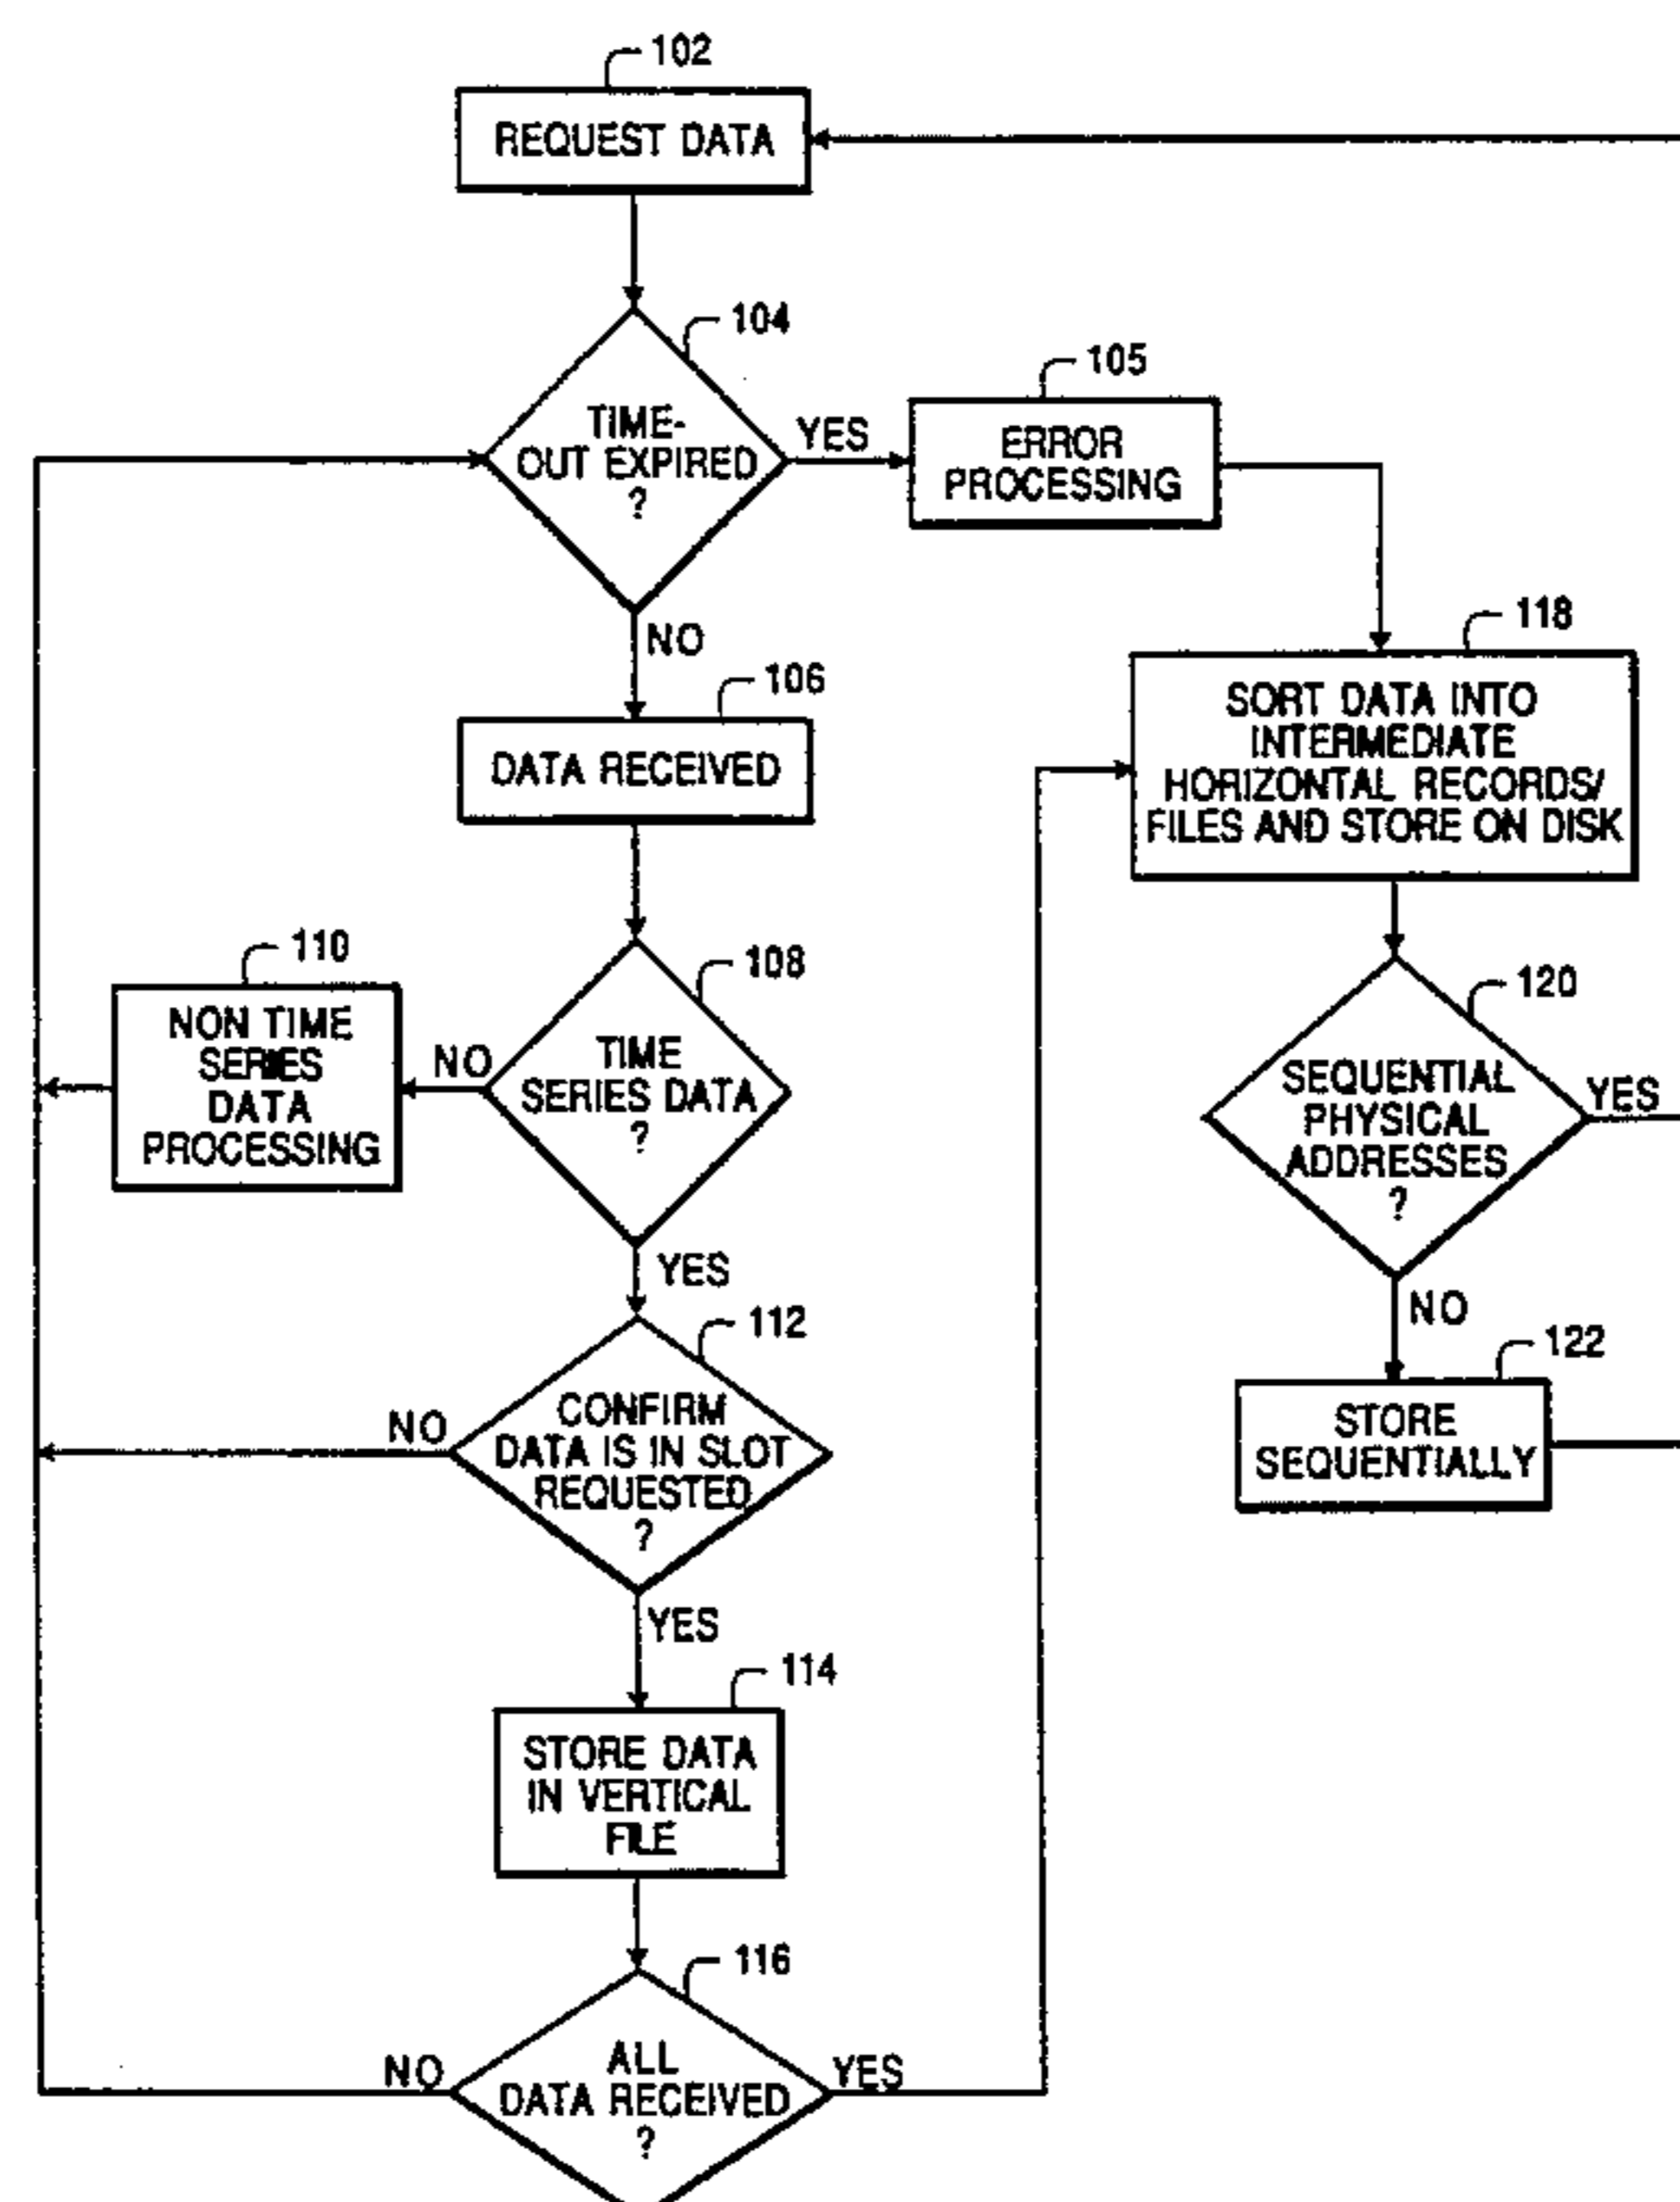 102
REQUEST DATA
104
TIME-
OUT EXPIRED
?
YES
105
ERROR
PROCESSING
NO
106
DATA RECEIVED
118
SORT DATA INTO
INTERMEDIATE
HORIZONTAL RECORDS/
FILES AND STORE ON DISK
110
NON TIME
SERIES
DATA
PROCESSING
NO
108
TIME
SERIES DATA
?
YES
120
SEQUENTIAL
PHYSICAL
ADDRESSES
?
YES
NO
112
CONFIRM
DATA IS IN SLOT
REQUESTED
?
NO
YES
122
STORE
SEQUENTIALLY
114
STORE DATA
IN VERTICAL
FILE
116
ALL
DATA RECEIVED
?
NO
YES